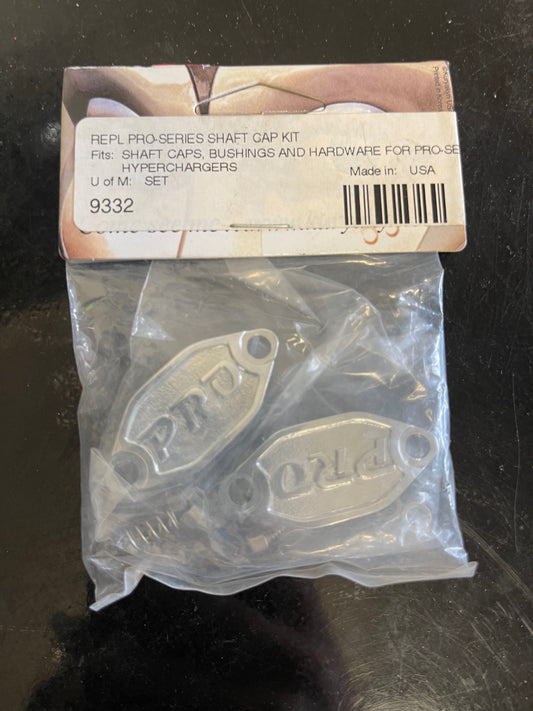 REPL PRO-SERIES SHAFT CAP KIT
Fits: SHAFT CAPS, BUSHINGS AND HARDWARE FOR PRO-SE
HYPERCHARGERS Made in: USA
U of M: SET
9332
PRO
PRO